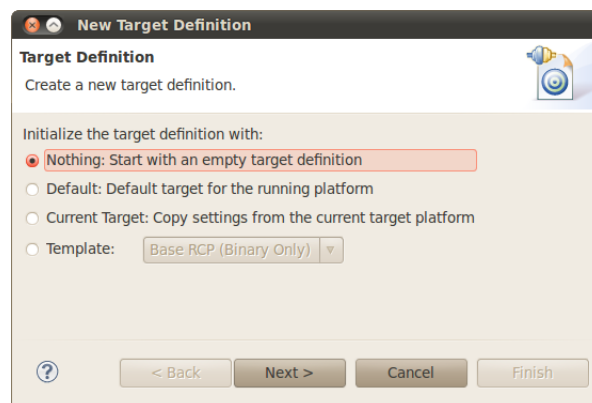 New Target Definition
Target Definition
Create a new target definition.
Initialize the target definition with:
Nothing: Start with an empty target definition
Default: Default target for the running platform
Current Target: Copy settings from the current target platform
Template: Base RCP (Binary Only)
? < Back Next > Cancel Finish